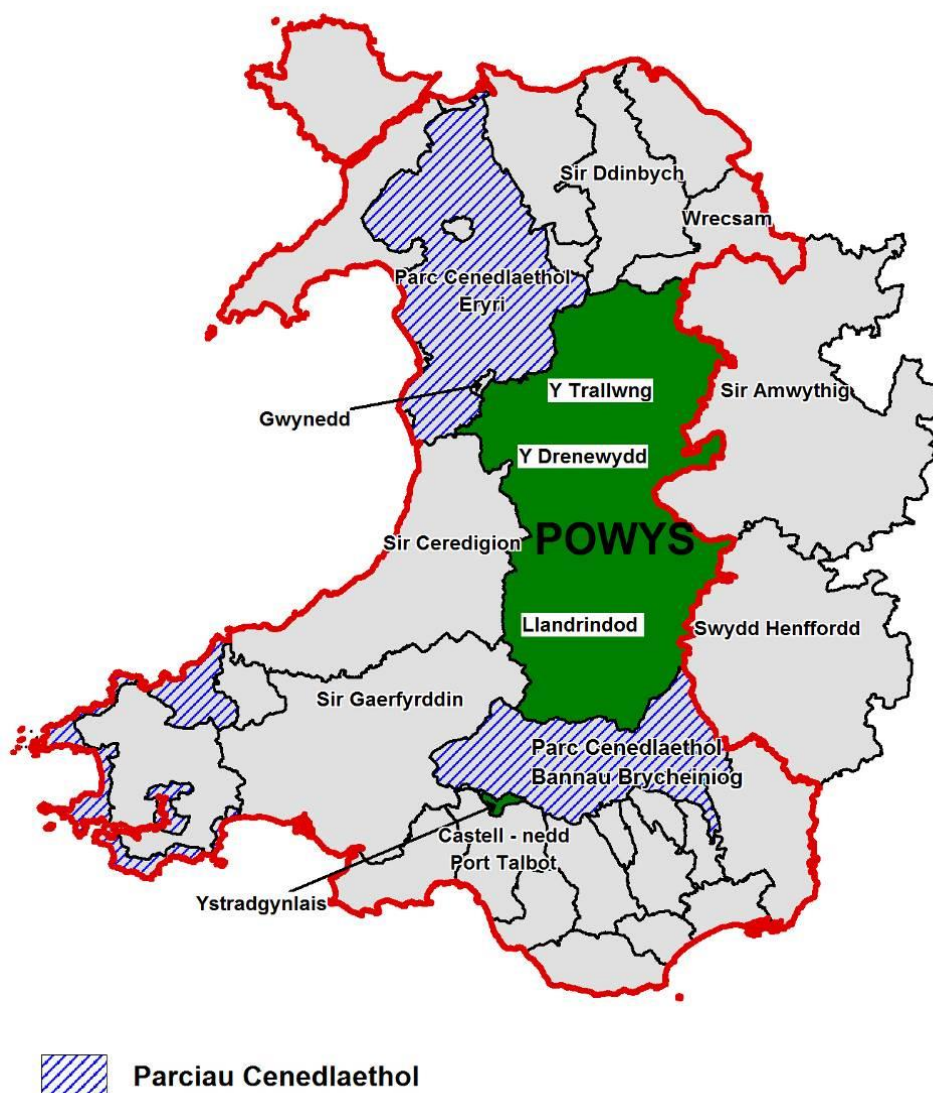 Sir Ddinbych
Wrecsam
Parc Cenedlaethol
Eryri
Y Trallwng
Sir Amwythig
Gwynedd
Y Drenewydd
Sir Ceredigion
POWYS
Llandrindod
Swydd Henffordd
Sir Gaerfyrddin
Parc Cenedlaethol
Bannau Brycheiniog
Castell - nedd
Port Talbot
Ystradgynlais
Parciau Cenedlaethol